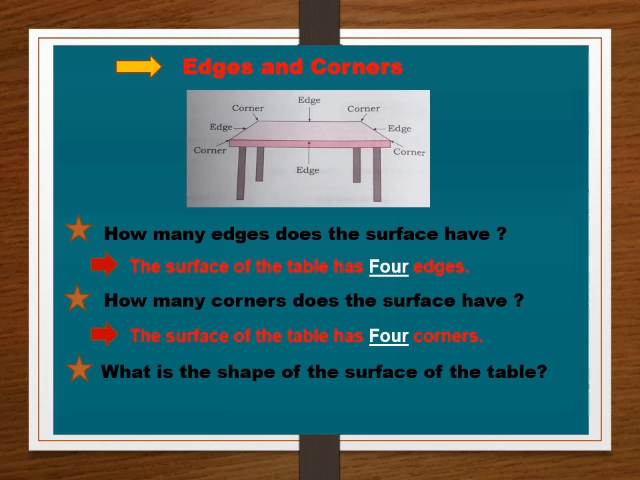 Edges and Corners
Edge
Corner
Corner
Edge
Edge
Corner
Corner
Edge
How many edges does the surface have ?
The surface of the table has Four edges.
How many corners does the surface have ?
The surface of the table has Four corners.
What is the shape of the surface of the table?